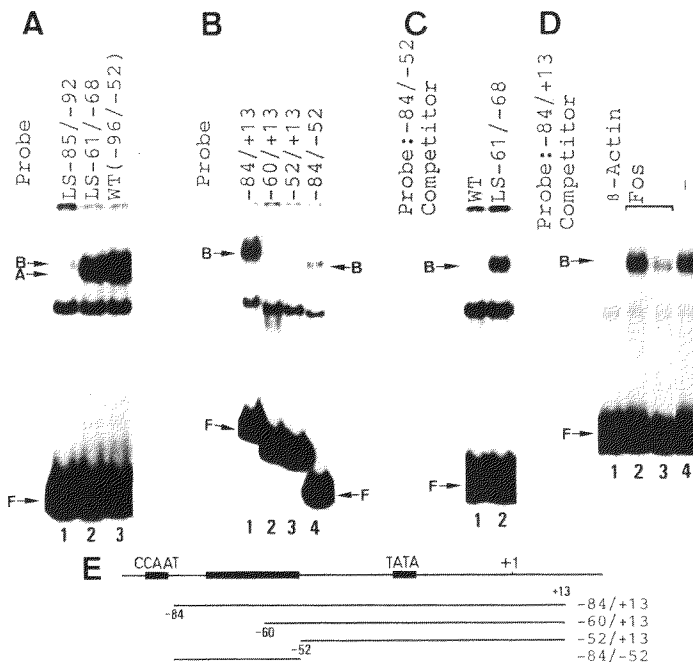 A
Probe
LS-85/-92
LS-61/-68
WT(-96/-52)
B
A
F
1 2 3
B
Probe
-84/+13
-60/+13
-52/+13
-84/-52
B
B
F
F
1 2 3 4
C
Probe:-84/-52
Competitor
WT
LS-61/-68
B
F
1 2
D
Probe:-84/+13
Competitor
ß-Actin
Fos
-
B
F
1 2 3 4
E
CCAAT
TATA
+1
-84
+13
-84/+13
-60
-60/+13
-52
-52/+13
-84/-52